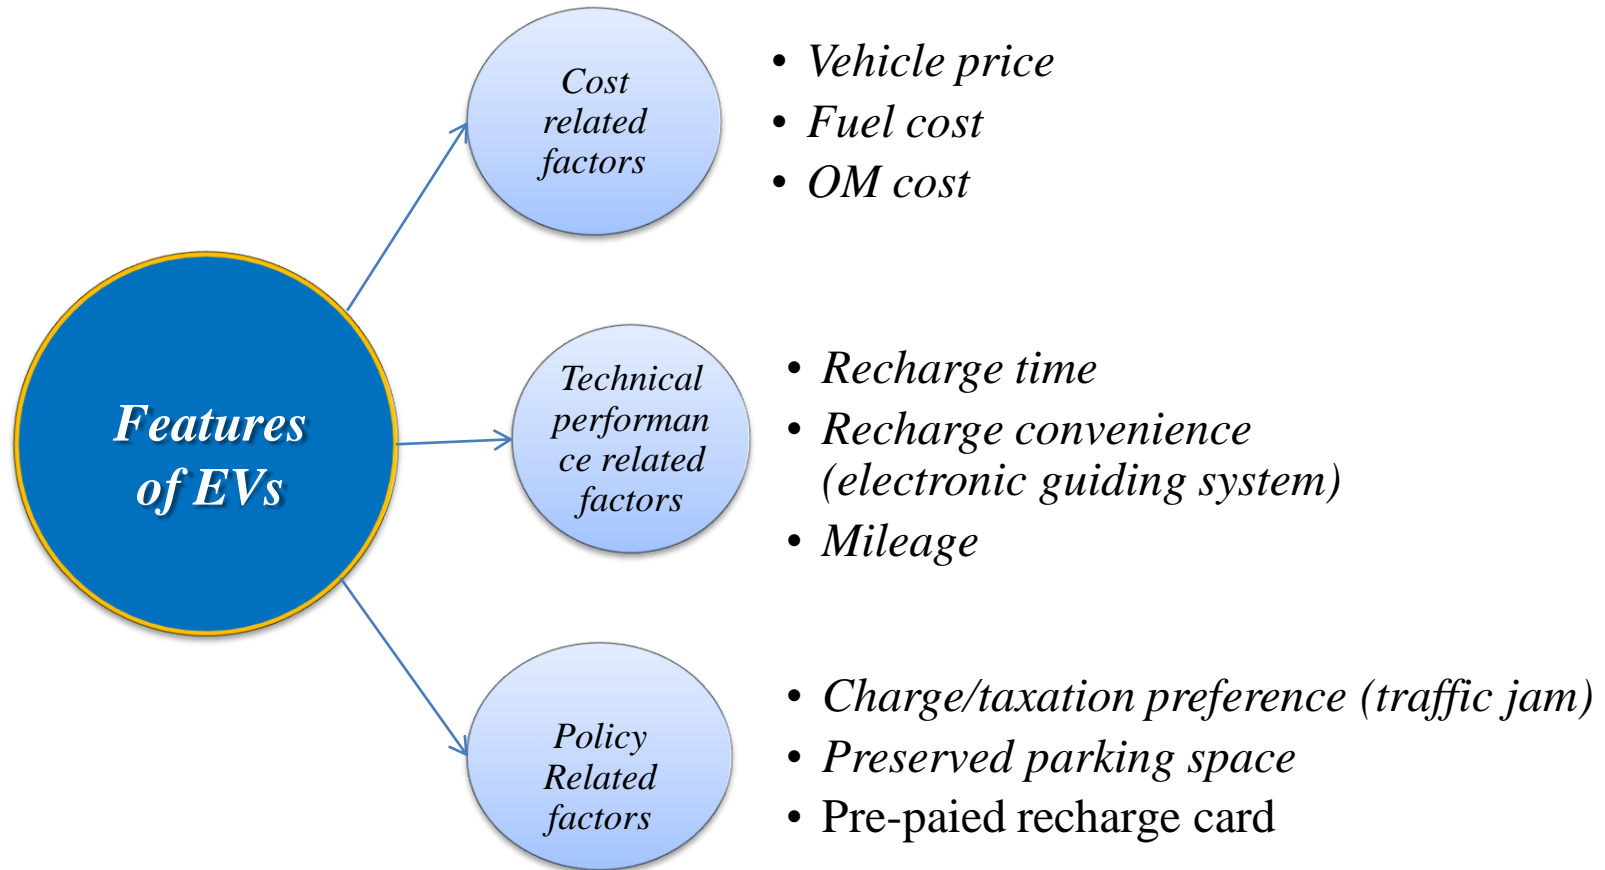 Features
of EVs
Cost
related
factors
• Vehicle price
• Fuel cost
• OM cost
Technical
performan
ce related
factors
• Recharge time
• Recharge convenience
(electronic guiding system)
• Mileage
Policy
Related
factors
• Charge/taxation preference (traffic jam)
• Preserved parking space
• Pre-paied recharge card